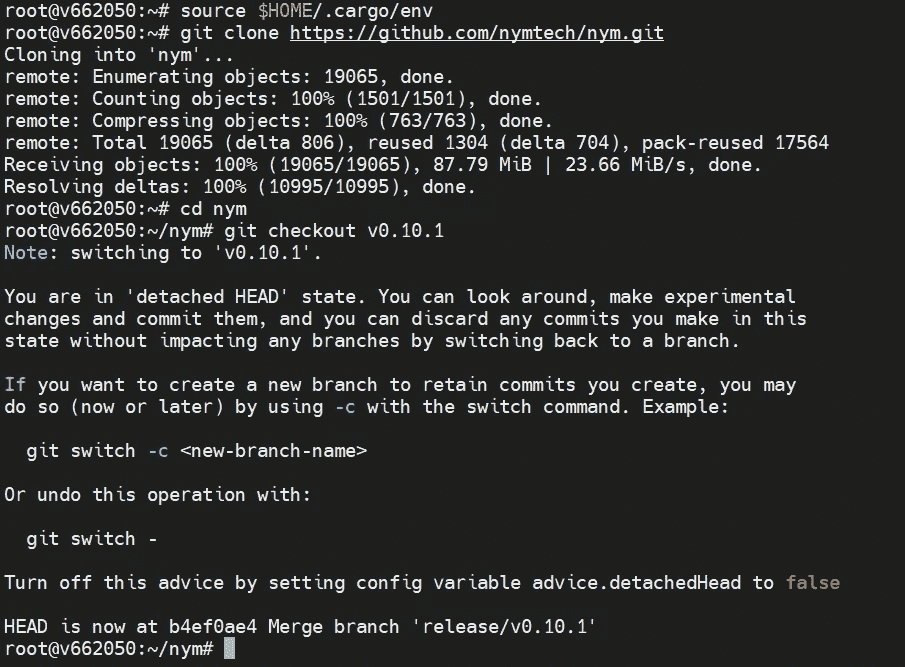 root@v662050:~# source $HOME/.cargo/env
root@v662050:~# git clone https://github.com/nymtech/nym.git
Cloning into 'nym'...
remote: Enumerating objects: 19065, done.
remote: Counting objects: 100% (1501/1501), done.
remote: Compressing objects: 100% (763/763), done.
remote: Total 19065 (delta 806), reused 1304 (delta 704), pack-reused 17564
Receiving objects: 100% (19065/19065), 87.79 MiB | 23.66 MiB/s, done.
Resolving deltas: 100% (10995/10995), done.
root@v662050:~# cd nym
root@v662050:~/nym# git checkout v0.10.1
Note: switching to 'v0.10.1'.

You are in 'detached HEAD' state. You can look around, make experimental
changes and commit them, and you can discard any commits you make in this
state without impacting any branches by switching back to a branch.

If you want to create a new branch to retain commits you create, you may
do so (now or later) by using -c with the switch command. Example:

  git switch -c <new-branch-name>

Or undo this operation with:

  git switch -

Turn off this advice by setting config variable advice.detachedHead to false

HEAD is now at b4ef0ae4 Merge branch 'release/v0.10.1'
root@v662050:~/nym#